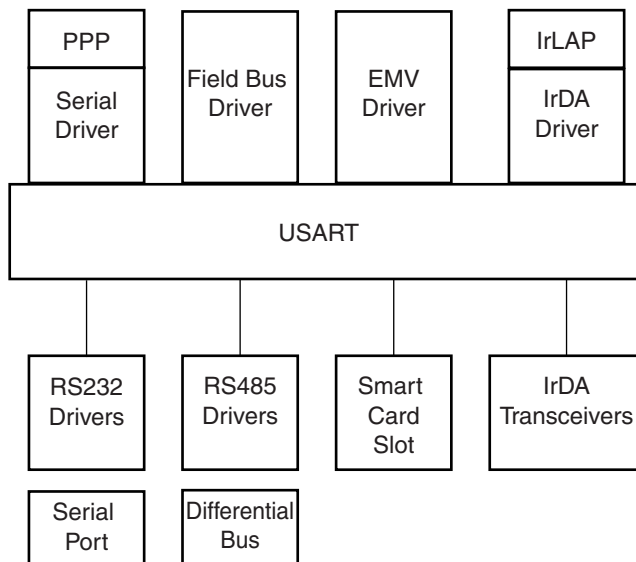 PPP
Serial
Driver
Field Bus
Driver
EMV
Driver
IrLAP
IrDA
Driver
USART
RS232
Drivers
RS485
Drivers
Smart
Card
Slot
IrDA
Transceivers
Serial
Port
Differential
Bus